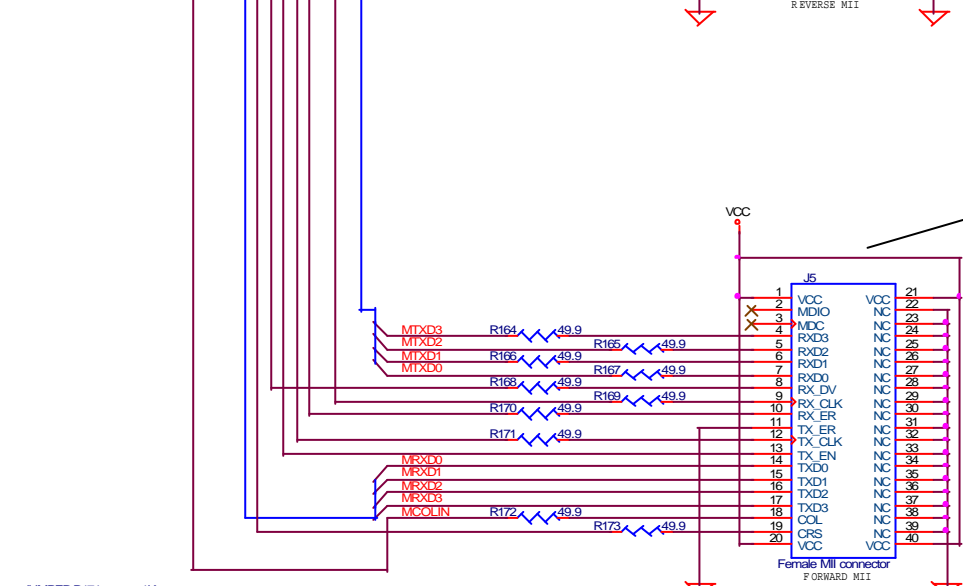 REVERSE MII
VCC
J5
1 VCC VCC 21
2 MDIO NC 22
3 MDC NC 23
MTXD3 R164 49.9 4 RXD3 NC 24
MTXD2 R165 49.9 5 RXD2 NC 25
MTXD1 R166 49.9 6 RXD1 NC 26
MTXD0 R167 49.9 7 RXD0 NC 27
R168 49.9 8 RX_DV NC 28
R169 49.9 9 RX_CLK NC 29
R170 49.9 10 RX_ER NC 30
11 TX_ER NC 31
R171 49.9 12 TX_CLK NC 32
13 TX_EN NC 33
MRXD0 14 TXD0 NC 34
MRXD1 15 TXD1 NC 35
MRXD2 16 TXD2 NC 36
MRXD3 17 TXD3 NC 37
MCOLIN R172 49.9 18 COL NC 38
R173 49.9 19 CRS NC 39
20 VCC VCC 40
Female MII connector
FORWARD MII